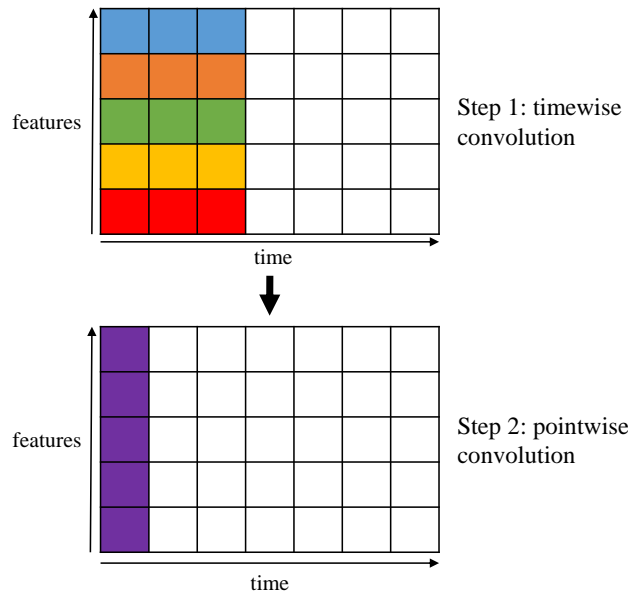 features
Step 1: timewise
convolution
time
features
Step 2: pointwise
convolution
time